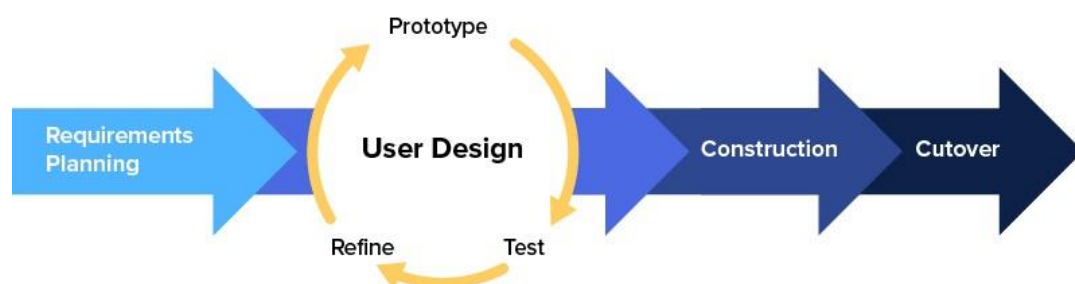 Prototype
Requirements
Planning
User Design
Construction
Cutover
Refine
Test